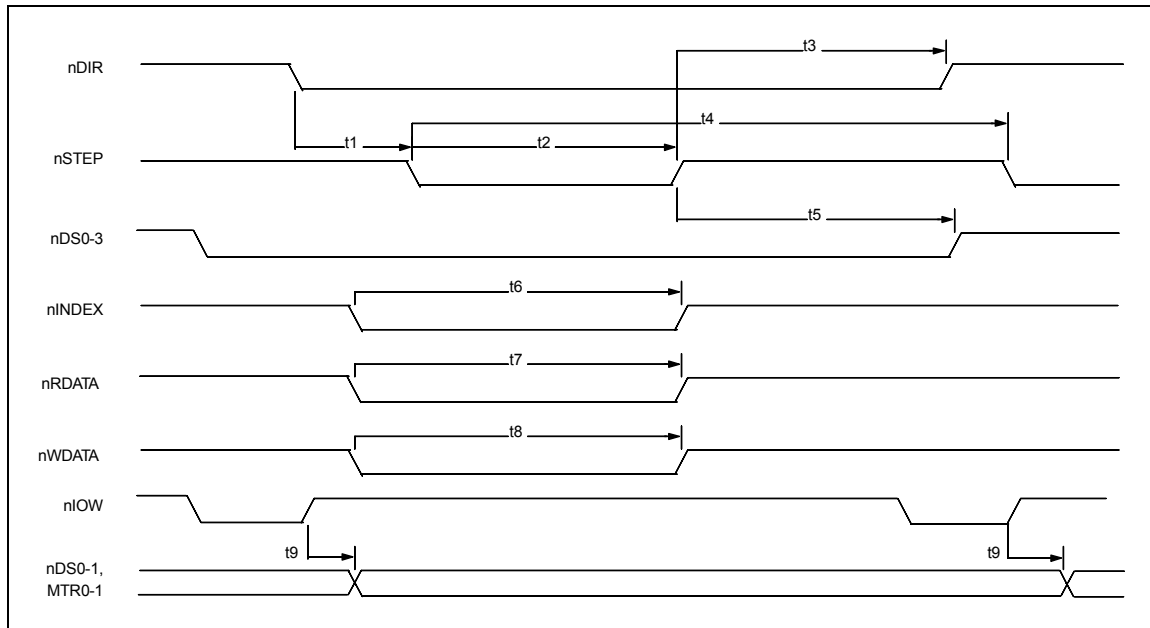 t3
nDIR
t4
t1
t2
nSTEP
t5
nDS0-3
t6
nINDEX
t7
nRDATA
t8
nWDATA
nIOW
t9
t9
nDS0-1,
MTR0-1